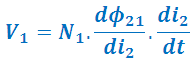 V₁ = N₁. dϕ₂₁/di₂ . di₂/dt